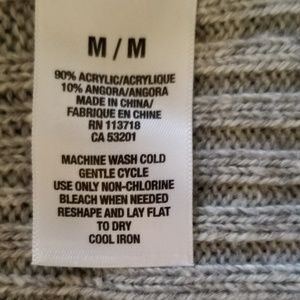 M / M
90% ACRYLIC/ACRYLIQUE
10% ANGORA/ANGORA
MADE IN CHINA/
FABRIQUE EN CHINE
RN 113718
CA 53201
MACHINE WASH COLD
GENTLE CYCLE
USE ONLY NON-CHLORINE
BLEACH WHEN NEEDED
RESHAPE AND LAY FLAT
TO DRY
COOL IRON